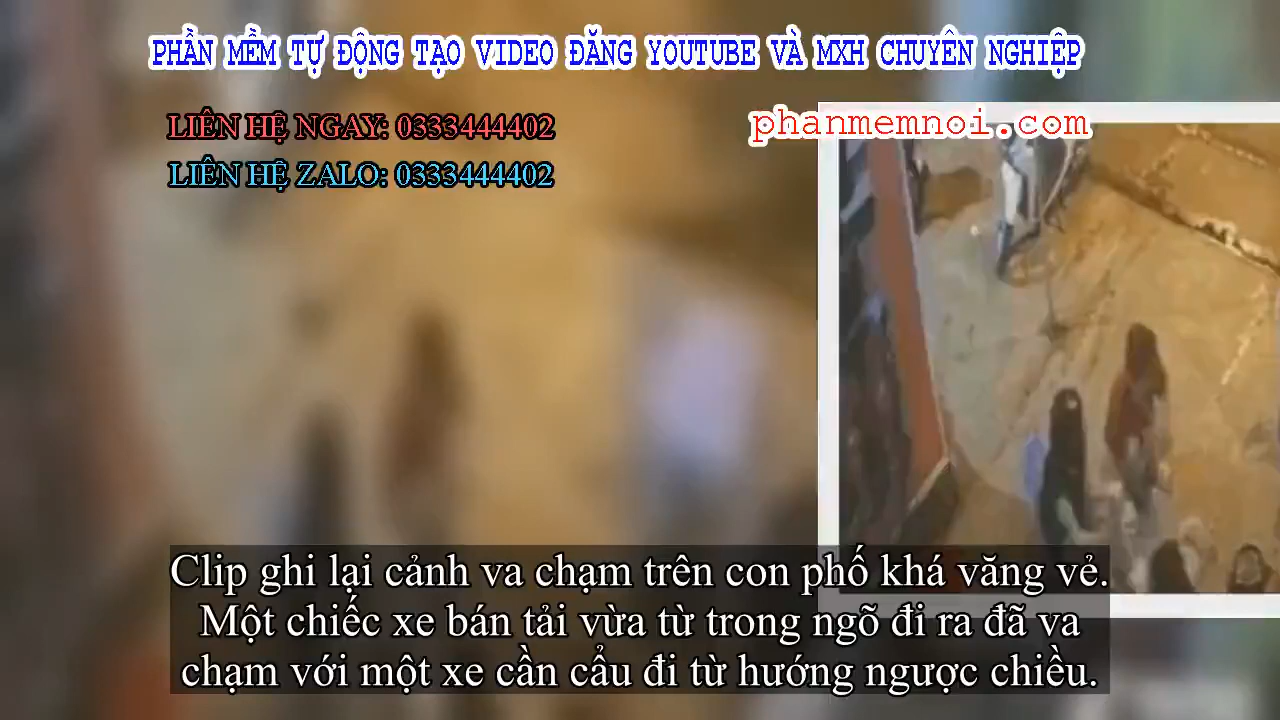 PHẦN MỀM TỰ ĐỘNG TẠO VIDEO ĐĂNG YOUTUBE VÀ MXH CHUYÊN NGHIỆP
LIÊN HỆ NGAY: 0333444402
phanmemnoi.com
LIÊN HỆ ZALO: 0333444402
Clip ghi lại cảnh va chạm trên con phố khá văng vẻ.
Một chiếc xe bán tải vừa từ trong ngõ đi ra đã va
chạm với một xe cần cẩu đi từ hướng ngược chiều.